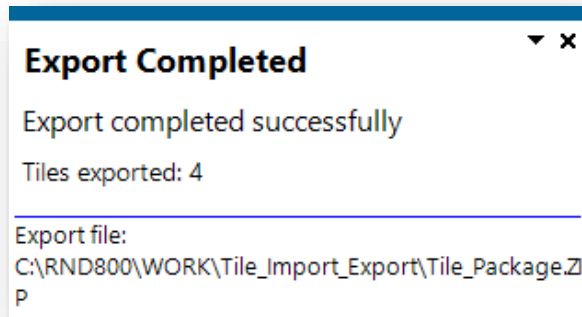 Export Completed
Export completed successfully
Tiles exported: 4
Export file:
C:\RND800\WORK\Tile_Import_Export\Tile_Package.ZI
P